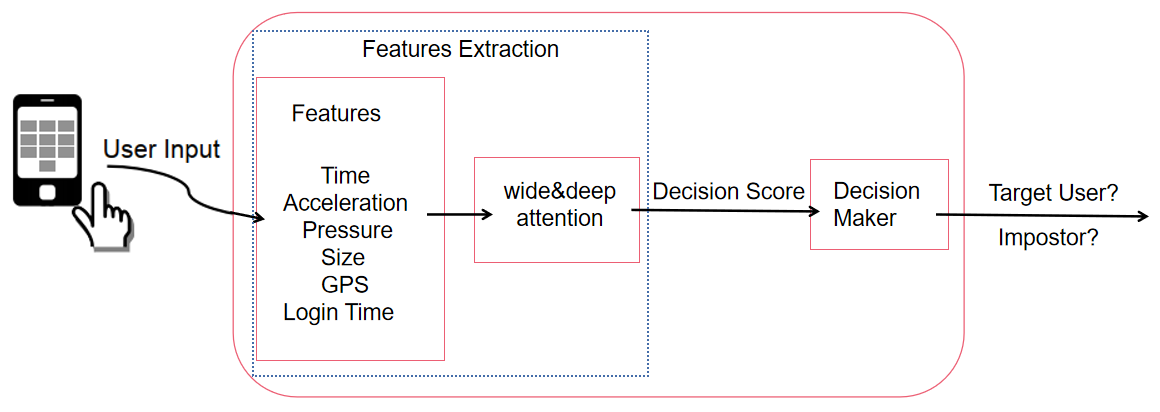 Features Extraction
Features
User Input
Time
Acceleration
Pressure
Size
GPS
Login Time
wide&deep
attention
Decision Score
Decision
Maker
Target User?
Impostor?